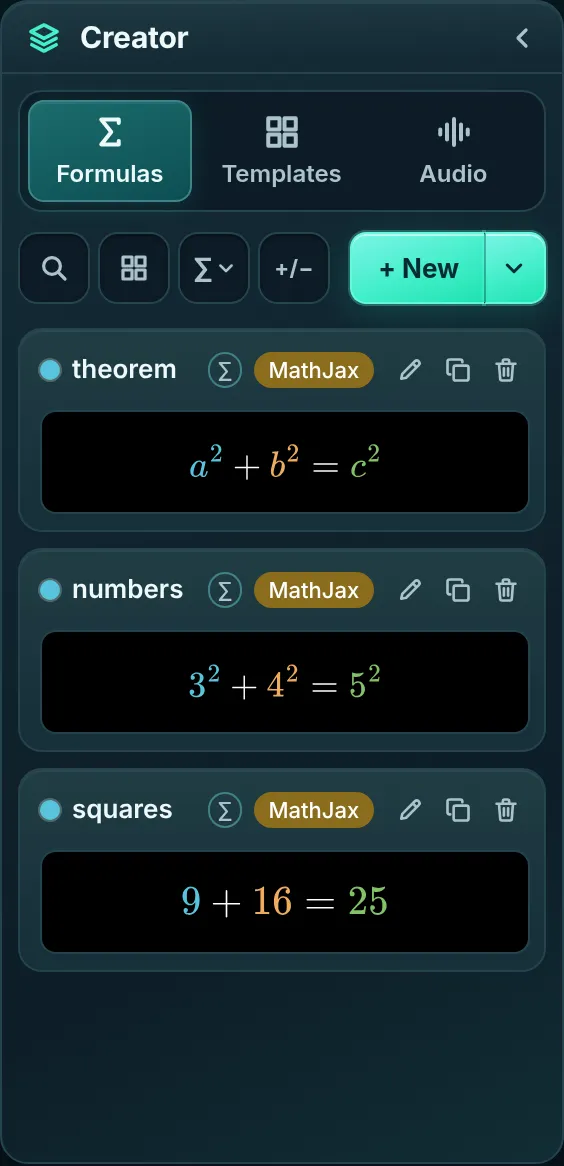 Creator
Σ
Formulas Templates Audio
Σ +/− + New
theorem Σ MathJax
a² + b² = c²
numbers Σ MathJax
3² + 4² = 5²
squares Σ MathJax
9 + 16 = 25